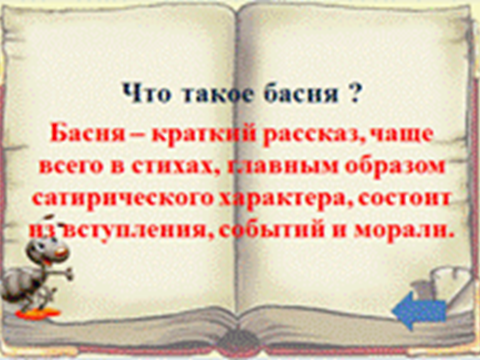 Что такое басня ?
Басня – краткий рассказ, чаще
всего в стихах, главным образом
сатирического характера, состоит
из вступления, событий и морали.